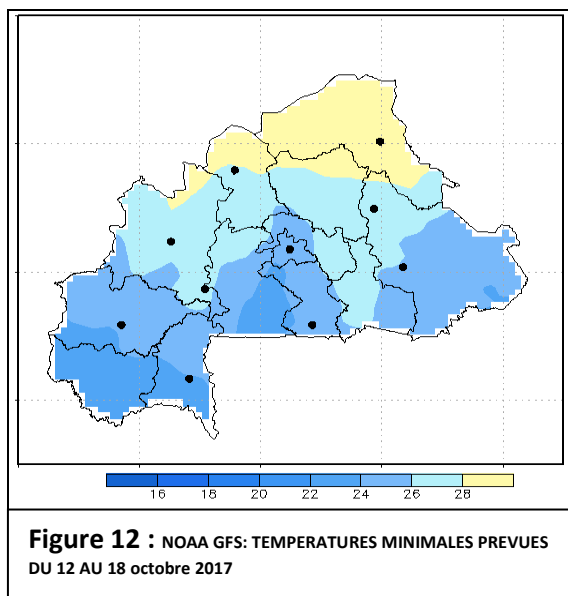 16 18 20 22 24 26 28
Figure 12 : NOAA GFS: TEMPERATURES MINIMALES PREVUES
DU 12 AU 18 octobre 2017